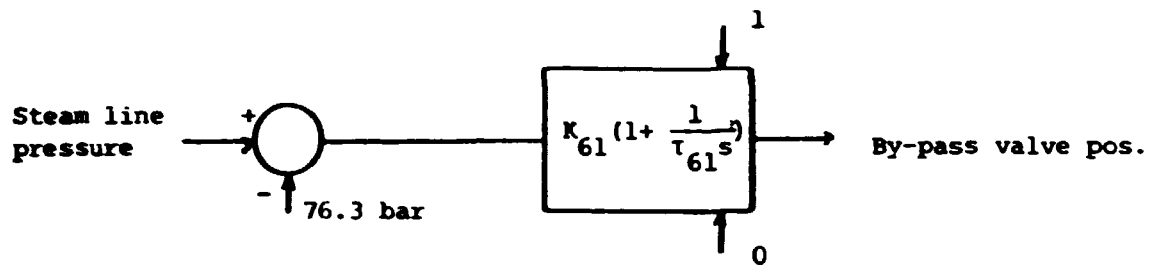 1
Steam line
pressure
+
-
76.3 bar
K61(1+ 1/τ61s)
By-pass valve pos.
0